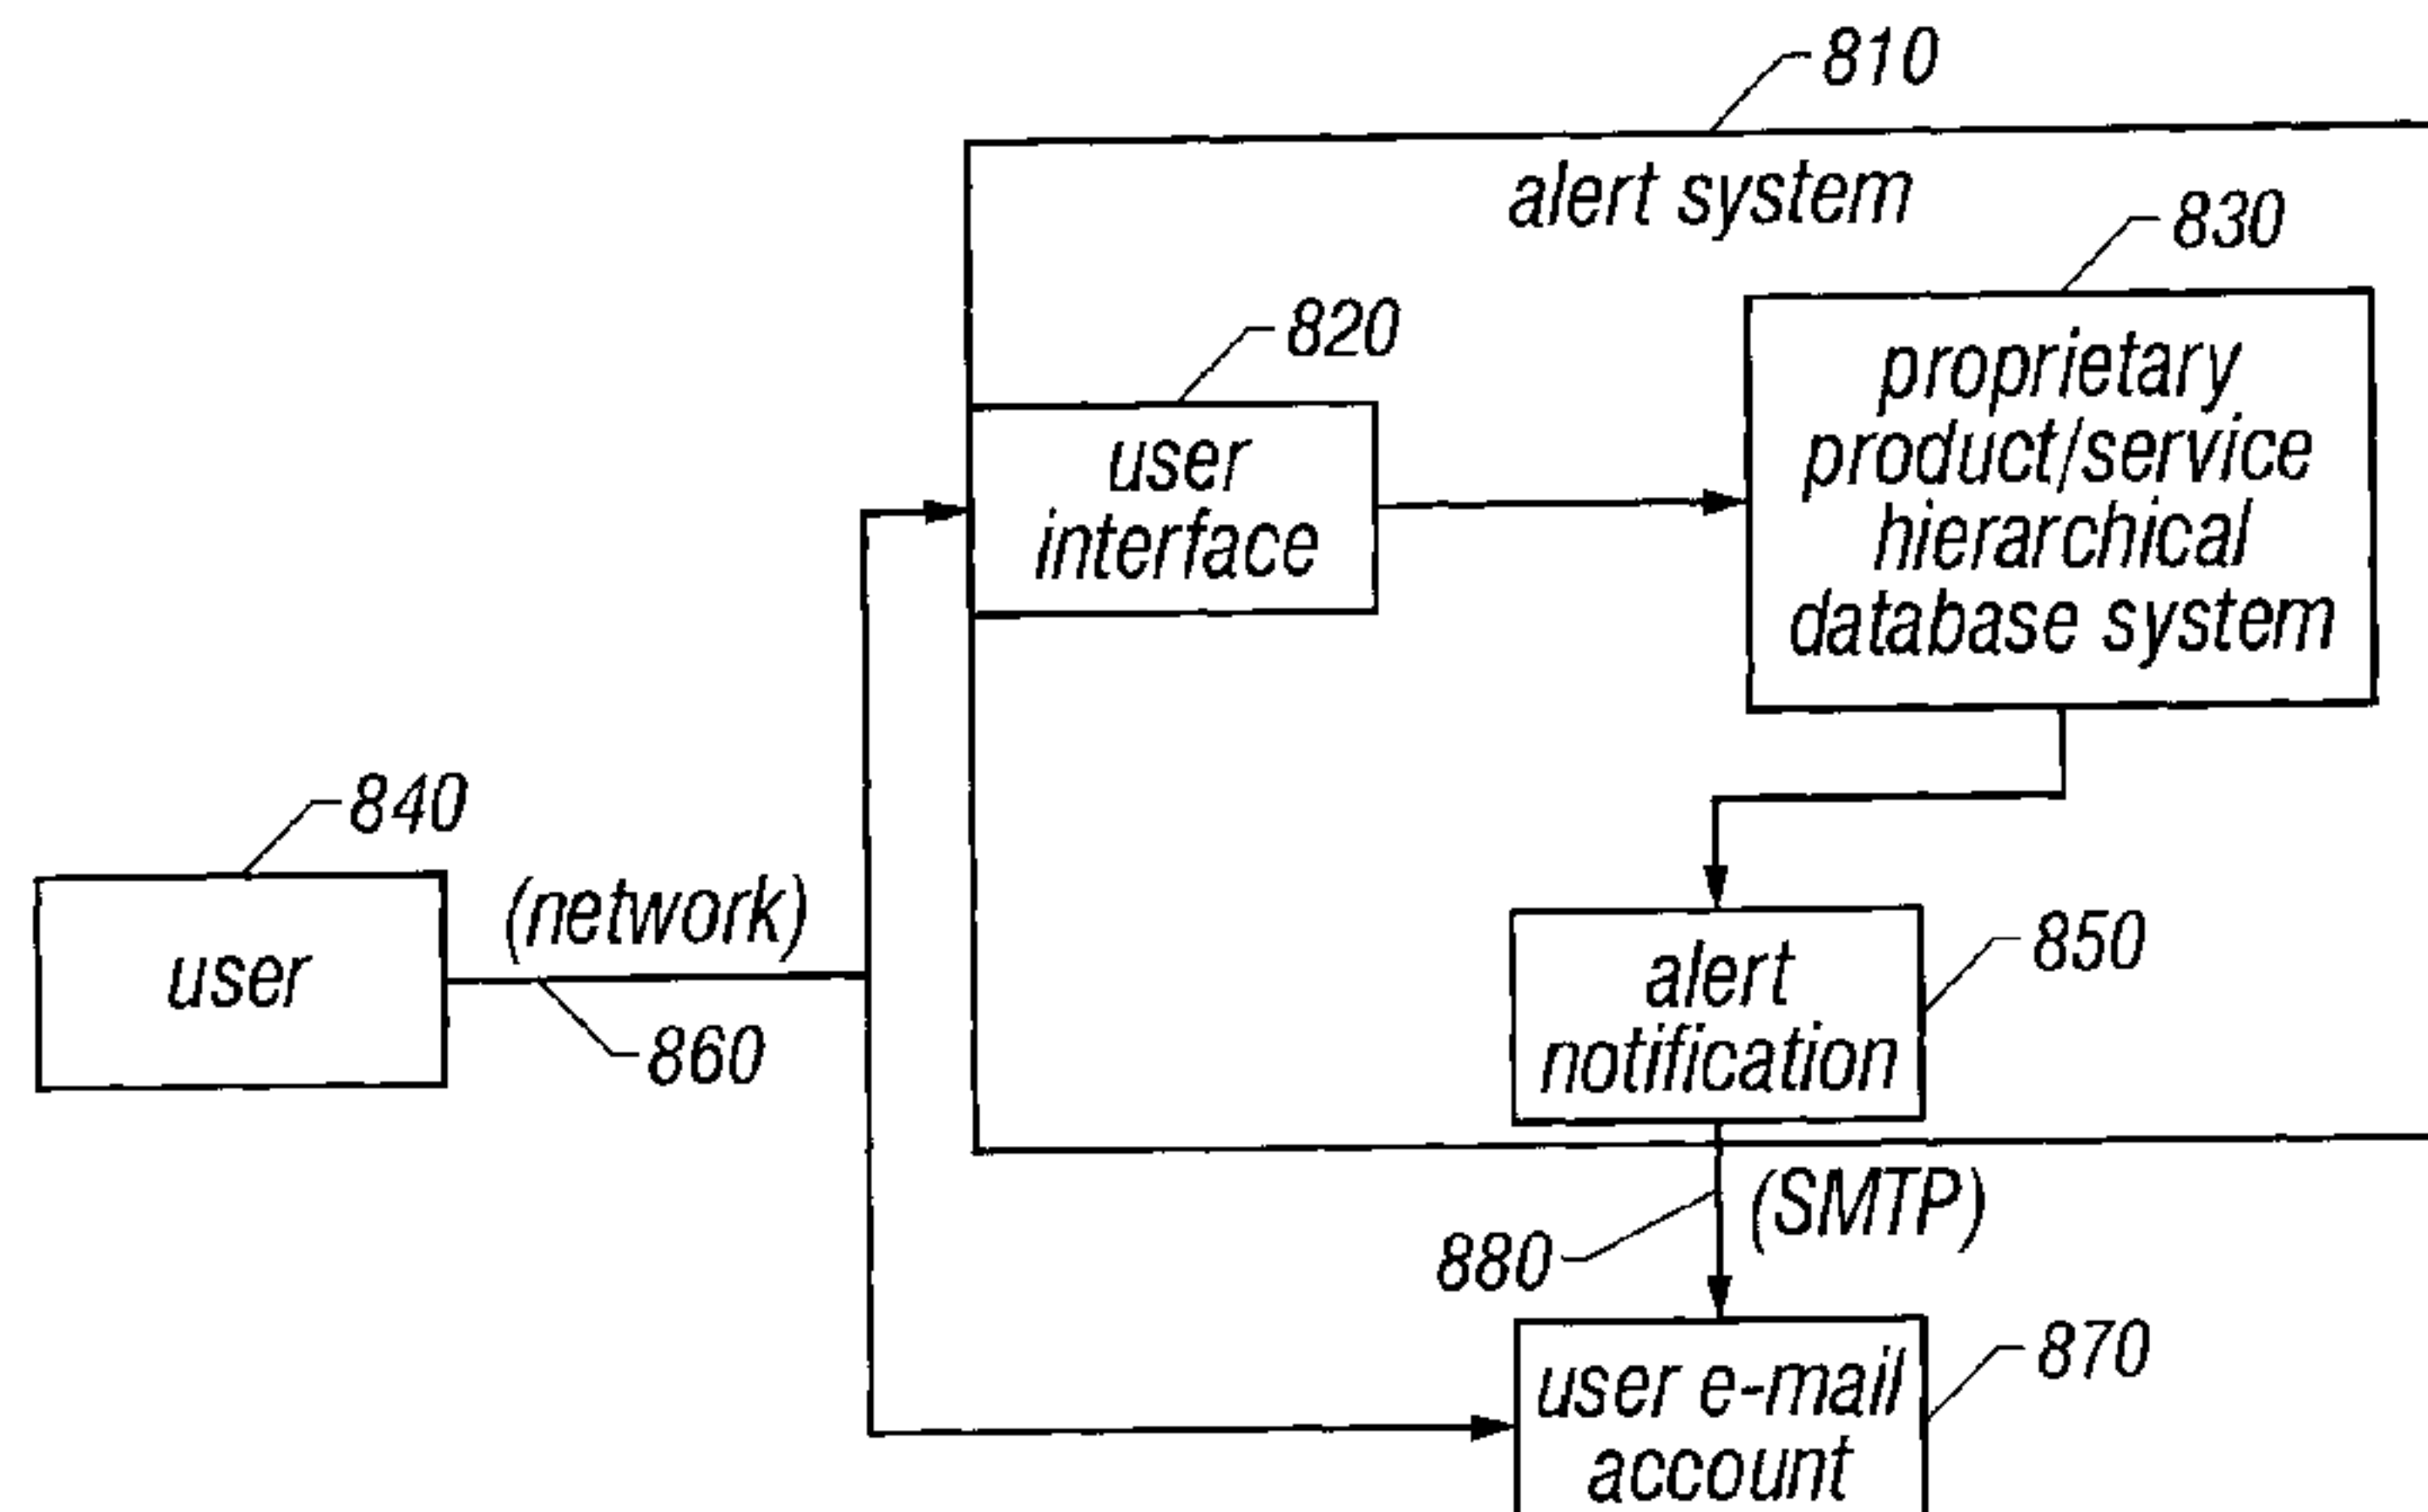 810
alert system
830
820
proprietary
product/service
hierarchical
database system
user
interface
840
(network)
user
860
850
alert
notification
(SMTP)
880
870
user e-mail
account